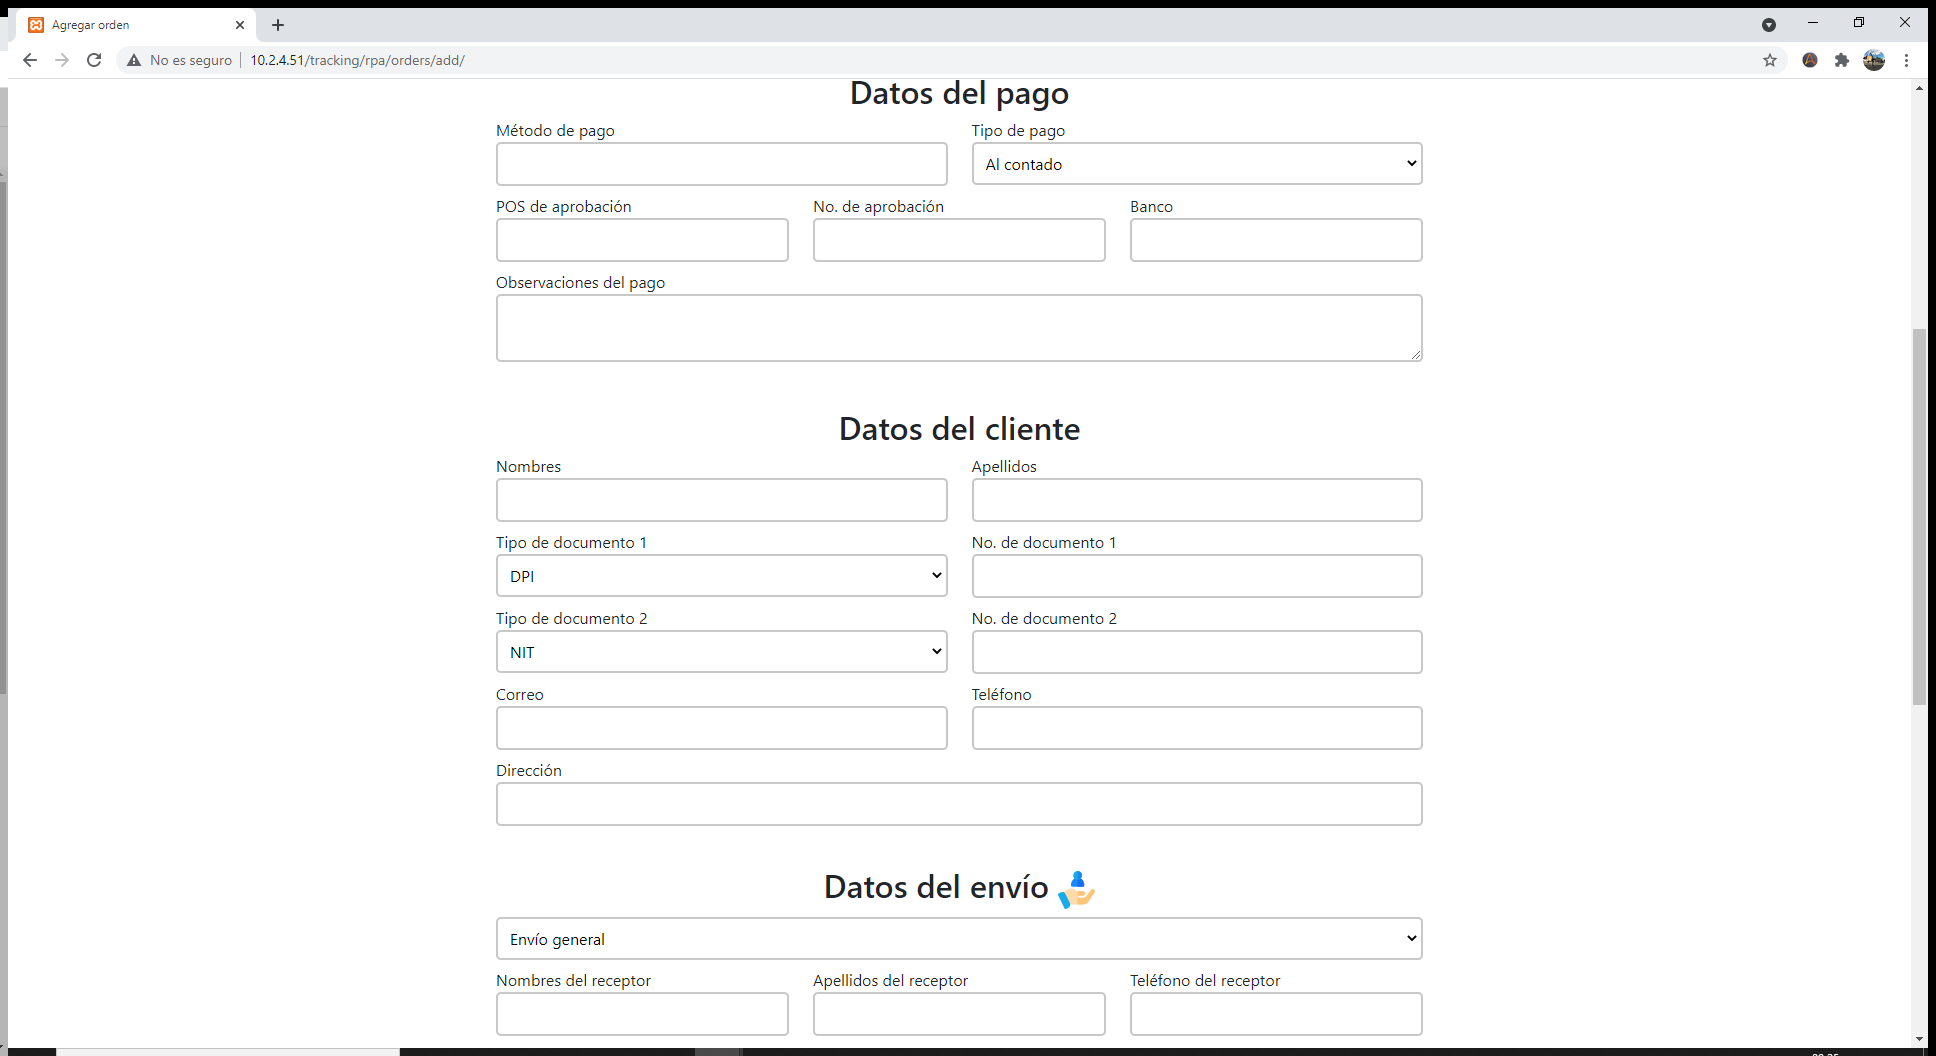 Agregar orden
No es seguro 10.2.4.51/tracking/rpa/orders/add/
Datos del pago
Método de pago Tipo de pago
Al contado
POS de aprobación No. de aprobación Banco
Observaciones del pago
Datos del cliente
Nombres Apellidos
Tipo de documento 1 No. de documento 1
DPI
Tipo de documento 2 No. de documento 2
NIT
Correo Teléfono
Dirección
Datos del envío
Envío general
Nombres del receptor Apellidos del receptor Teléfono del receptor